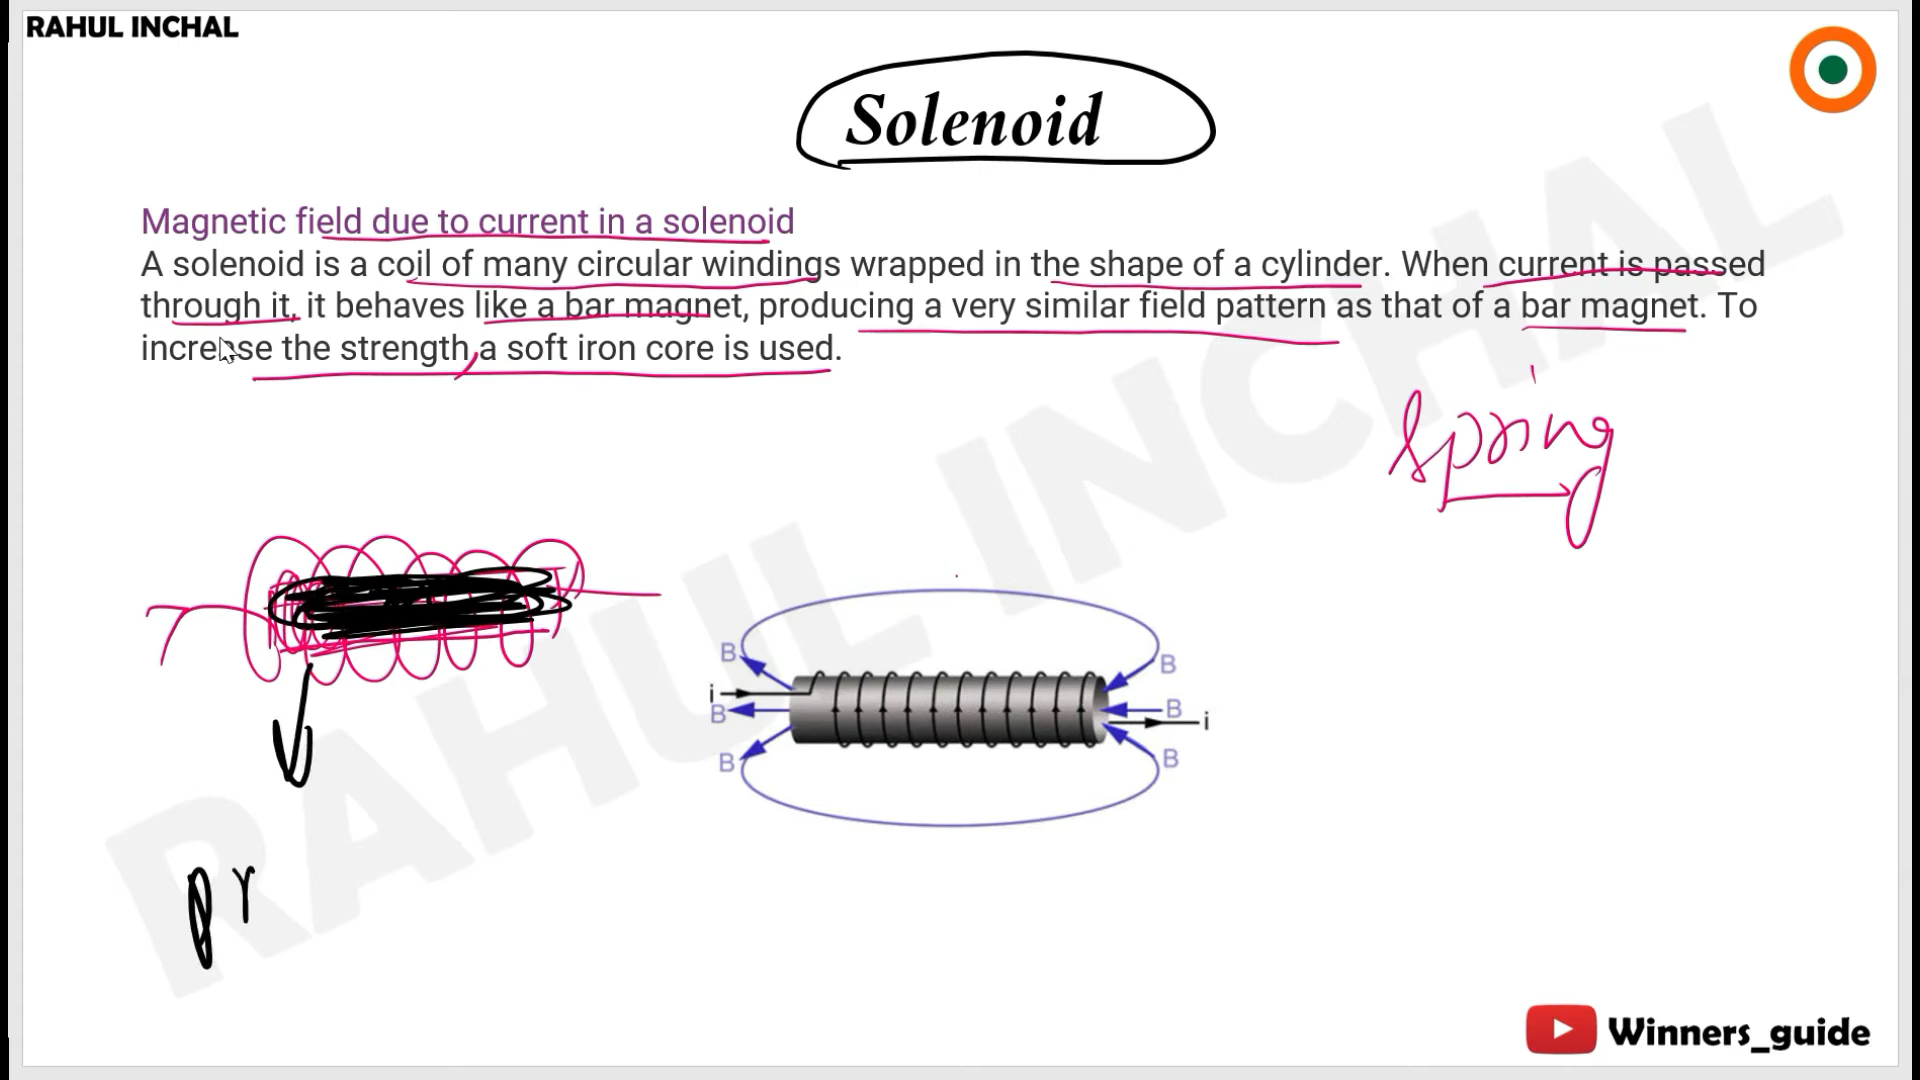 RAHUL INCHAL
Solenoid
Magnetic field due to current in a solenoid
A solenoid is a coil of many circular windings wrapped in the shape of a cylinder. When current is passed
through it, it behaves like a bar magnet, producing a very similar field pattern as that of a bar magnet. To
increase the strength,a soft iron core is used.
Spring
B
B
i
B
B
i
B
B
pr
RAHUL INCHAL
Winners_guide